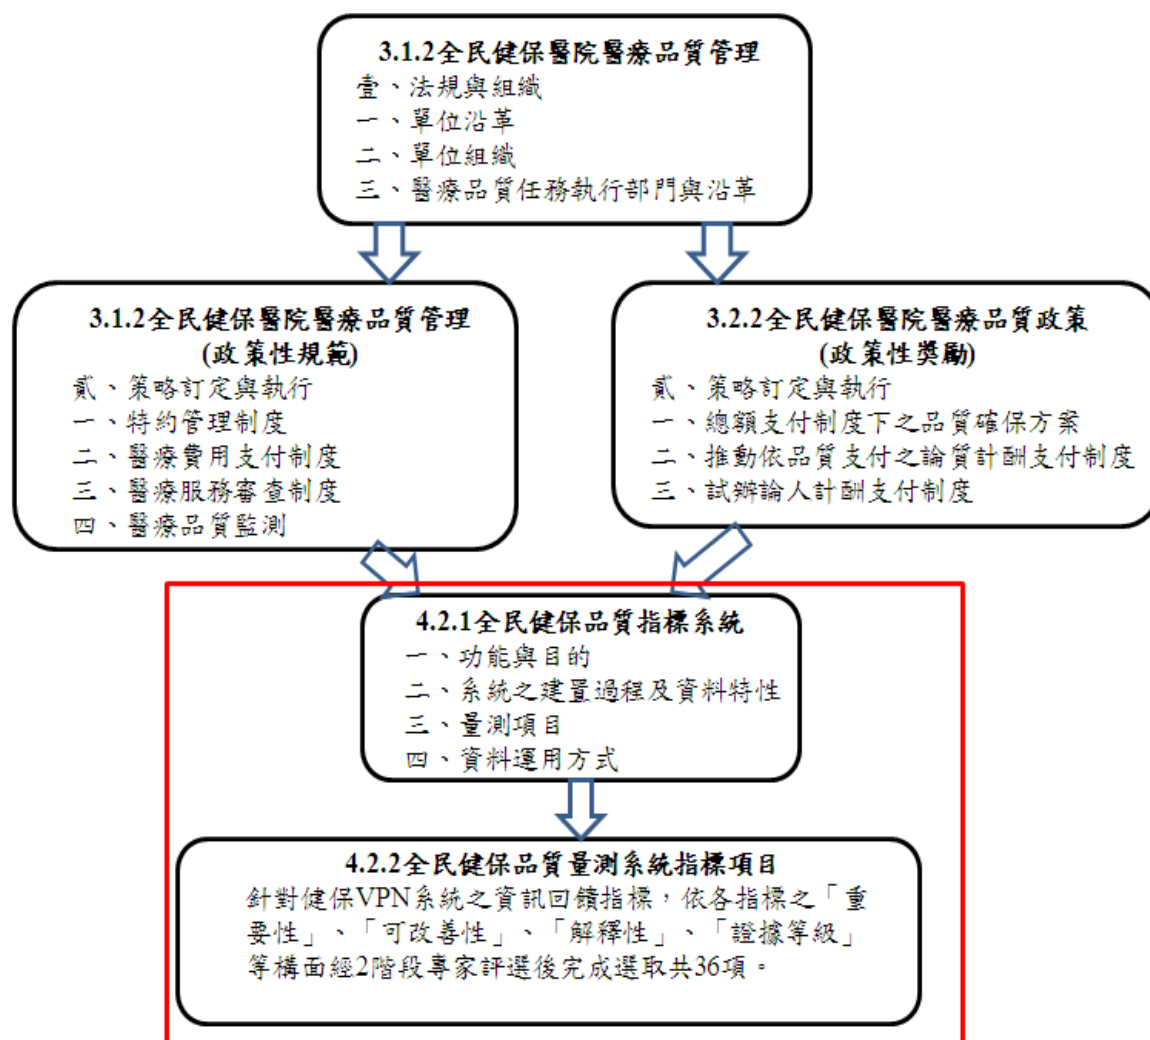 3.1.2全民健保醫院醫療品質管理
壹、法規與組織
一、單位沿革
二、單位組織
三、醫療品質任務執行部門與沿革
3.1.2全民健保醫院醫療品質管理
(政策性規範)
貳、策略訂定與執行
一、特約管理制度
二、醫療費用支付制度
三、醫療服務審查制度
四、醫療品質監測
3.2.2全民健保醫院醫療品質政策
(政策性獎勵)
貳、策略訂定與執行
一、總額支付制度下之品質確保方案
二、推動依品質支付之論質計酬支付制度
三、試辦論人計酬支付制度
4.2.1全民健保品質指標系統
一、功能與目的
二、系統之建置過程及資料特性
三、量測項目
四、資料運用方式
4.2.2全民健保品質量測系統指標項目
針對健保VPN系統之資訊回饋指標，依各指標之「重
要性」、「可改善性」、「解釋性」、「證據等級」
等構面經2階段專家評選後完成選取共36項。